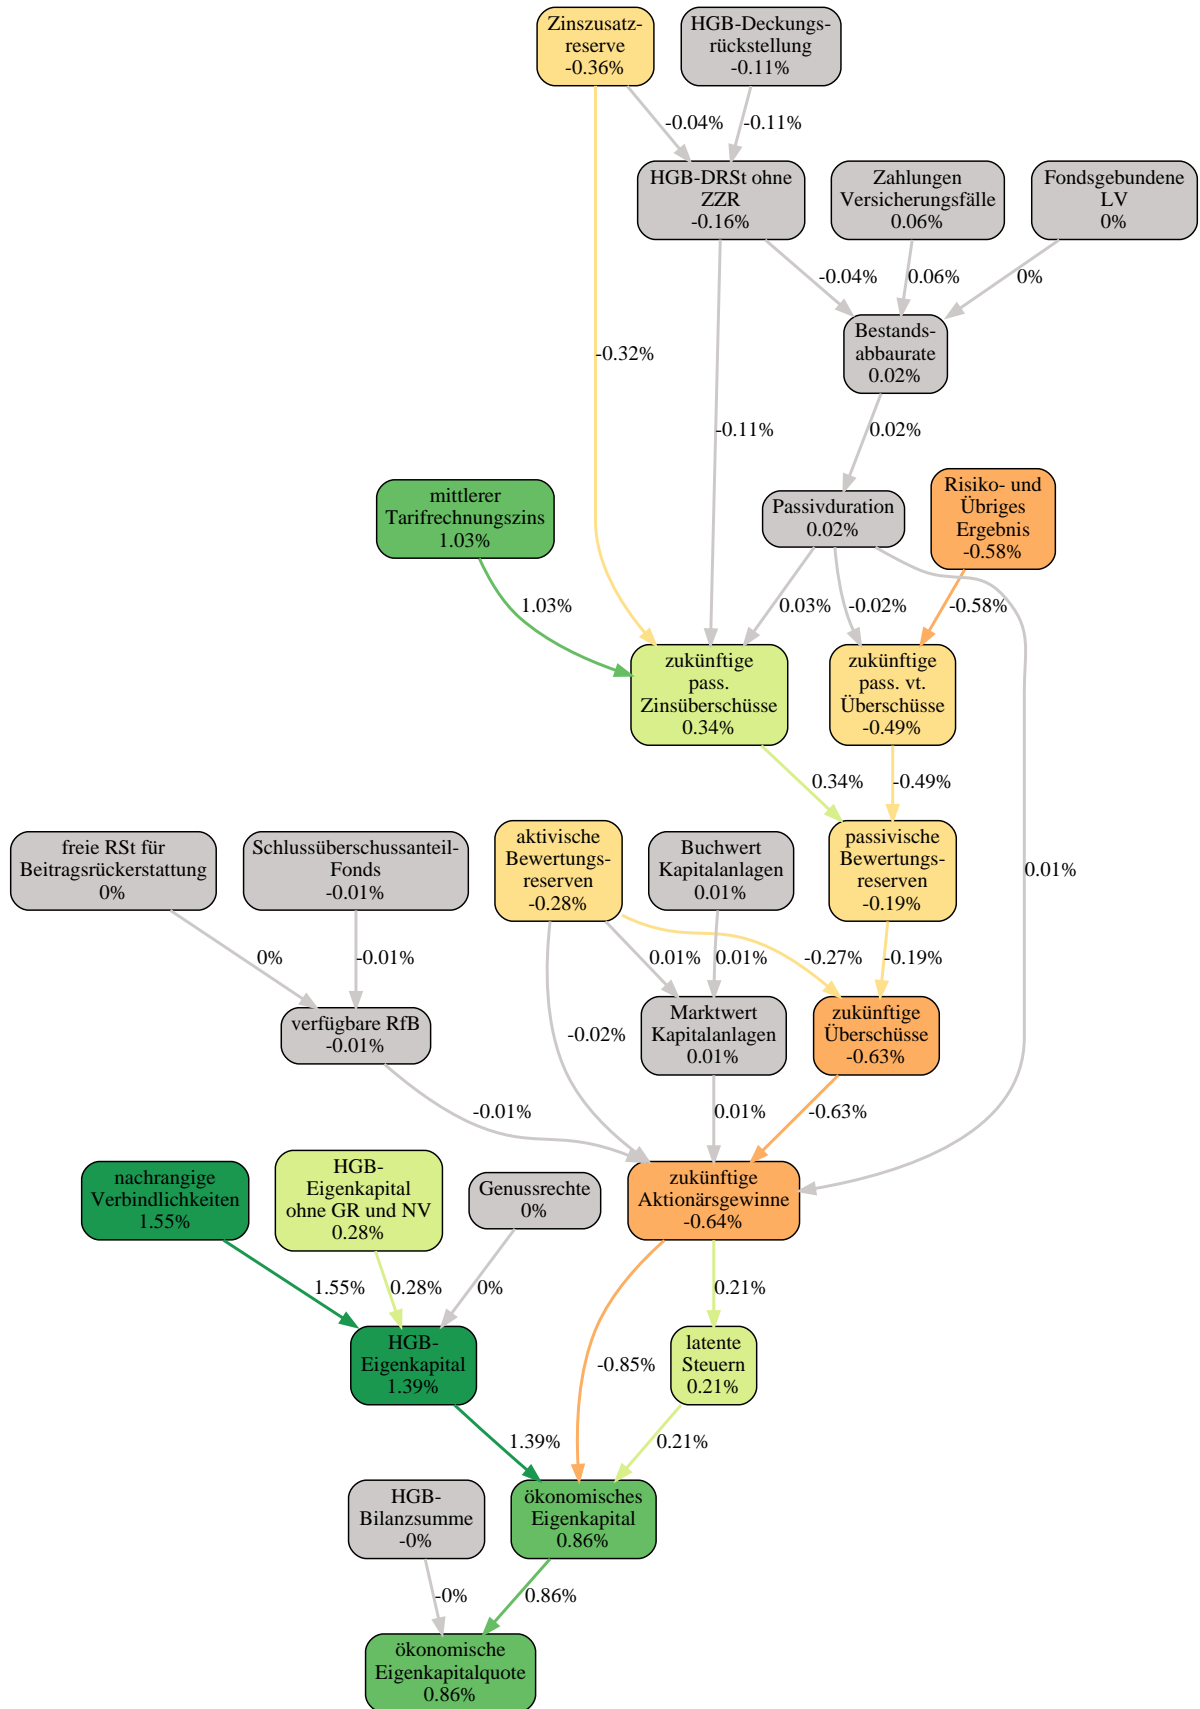 Zinszusatz-
reserve
-0.36%
HGB-Deckungs-
rückstellung
-0.11%
-0.04%
-0.11%
HGB-DRSt ohne
ZZR
-0.16%
Zahlungen
Versicherungsfälle
0.06%
Fondsgebundene
LV
0%
-0.04%
0.06%
0%
Bestands-
abbaurate
0.02%
-0.32%
-0.11%
0.02%
mittlerer
Tarifrechnungszins
1.03%
Passivduration
0.02%
Risiko- und
Übriges
Ergebnis
-0.58%
1.03%
0.03%
-0.02%
-0.58%
zukünftige
pass.
Zinsüberschüsse
0.34%
zukünftige
pass. vt.
Überschüsse
-0.49%
0.34%
-0.49%
freie RSt für
Beitragsrückerstattung
0%
Schlussüberschussanteil-
Fonds
-0.01%
aktivische
Bewertungs-
reserven
-0.28%
Buchwert
Kapitalanlagen
0.01%
passivische
Bewertungs-
reserven
-0.19%
0.01%
0%
-0.01%
0.01%
0.01%
-0.27%
-0.19%
verfügbare RfB
-0.01%
-0.02%
Marktwert
Kapitalanlagen
0.01%
zukünftige
Überschüsse
-0.63%
-0.01%
0.01%
-0.63%
nachrangige
Verbindlichkeiten
1.55%
HGB-
Eigenkapital
ohne GR und NV
0.28%
Genussrechte
0%
zukünftige
Aktionärsgewinne
-0.64%
1.55%
0.28%
0%
0.21%
HGB-
Eigenkapital
1.39%
-0.85%
latente
Steuern
0.21%
1.39%
0.21%
HGB-
Bilanzsumme
-0%
ökonomisches
Eigenkapital
0.86%
-0%
0.86%
ökonomische
Eigenkapitalquote
0.86%